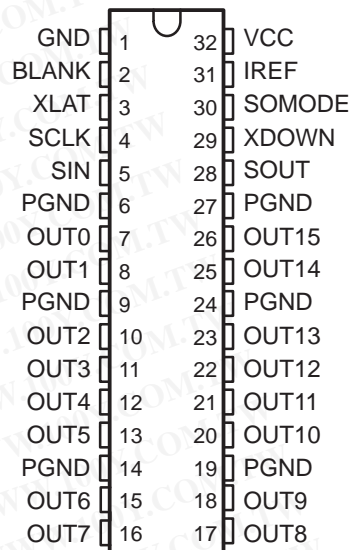 GND 1 32 VCC
BLANK 2 31 IREF
XLAT 3 30 SOMODE
SCLK 4 29 XDOWN
SIN 5 28 SOUT
PGND 6 27 PGND
OUT0 7 26 OUT15
OUT1 8 25 OUT14
PGND 9 24 PGND
OUT2 10 23 OUT13
OUT3 11 22 OUT12
OUT4 12 21 OUT11
OUT5 13 20 OUT10
PGND 14 19 PGND
OUT6 15 18 OUT9
OUT7 16 17 OUT8